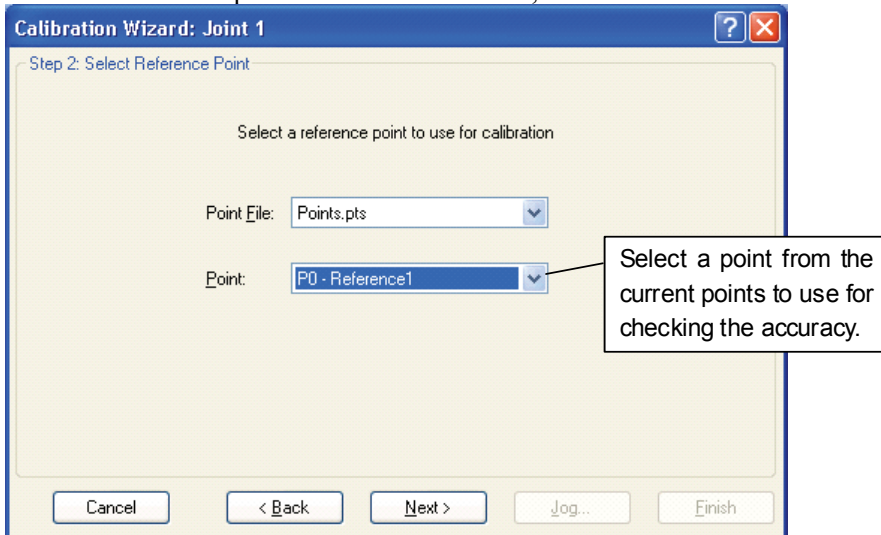 Calibration Wizard: Joint 1
Step 2: Select Reference Point
Select a reference point to use for calibration
Point File: Points.pts
Point: P0 - Reference1
Select a point from the
current points to use for
checking the accuracy.
Cancel < Back Next > Jog... Finish